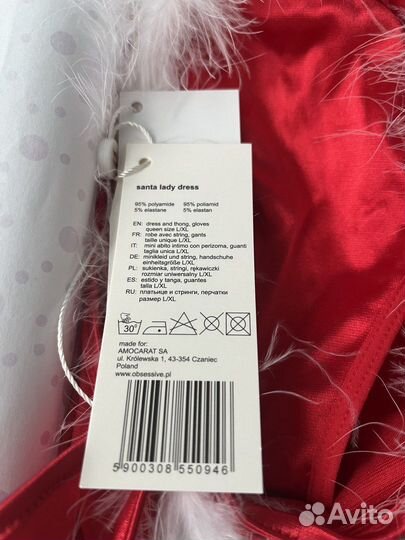 santa lady dress
95% polyamide 95% poliamid
5% elastane 5% elastan
EN: dress and thong, gloves
queen size L/XL
FR: robe avec string, gants
taille unique L/XL
IT: mini abito intimo con perizoma, guanti
taglia unica L/XL
DE: minikleid und string, handschuhe
einheitsgröße L/XL
PL: sukienka, stringi, rękawiczki
rozmiar uniwersalny L/XL
ES: estido y tanga, guantes
talla L/XL
RU: платьице и стринги, перчатки
размер L/XL
30°
made for:
AMOCARAT SA
ul. Królewska 1, 43-354 Czaniec
Poland
www.obsessive.pl
5 900308 550946
Avito